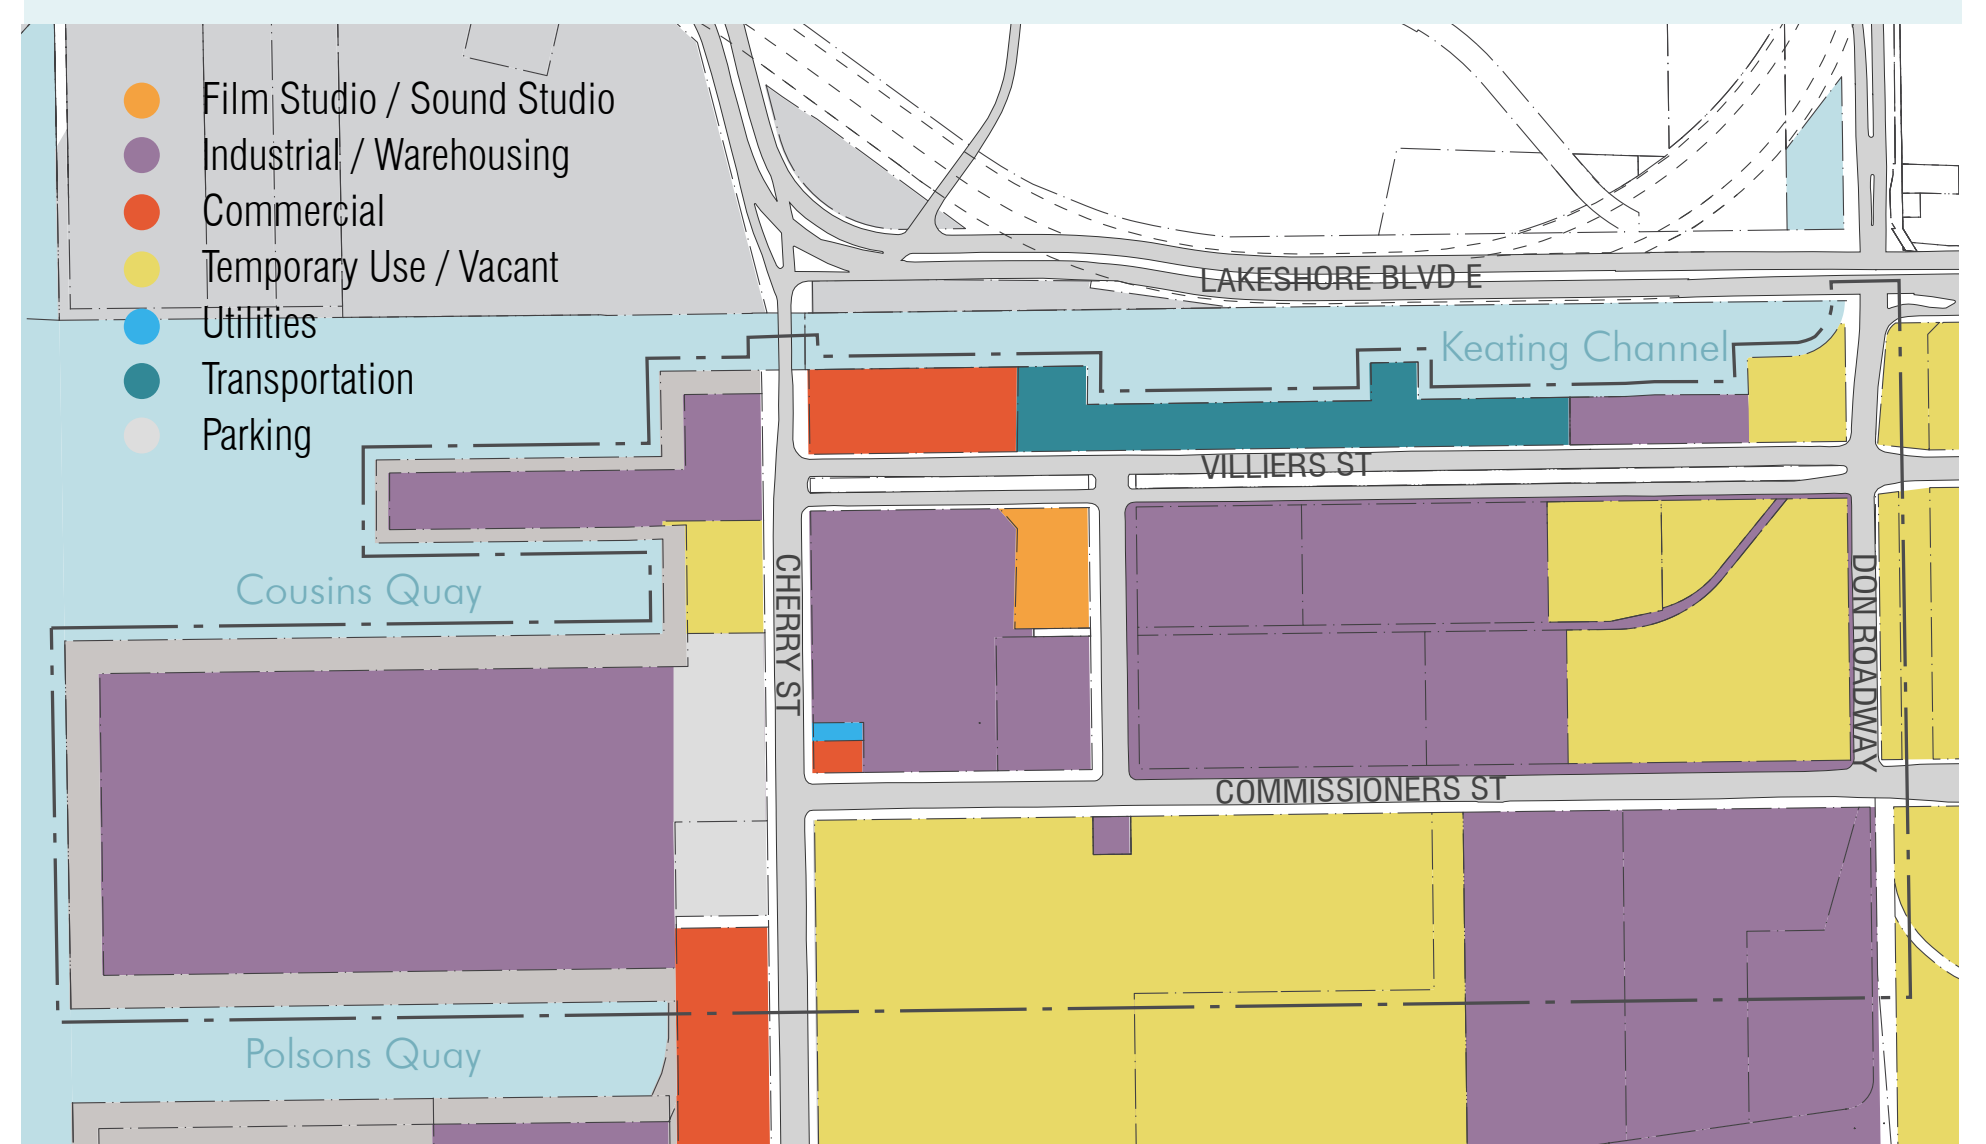 Film Studio / Sound Studio
Industrial / Warehousing
Commercial
Temporary Use / Vacant
Utilities
Transportation
Parking
LAKESHORE BLVD E
Keating Channel
VILLIERS ST
Cousins Quay
CHERRY ST
DON ROADWAY
COMMISSIONERS ST
Polsons Quay